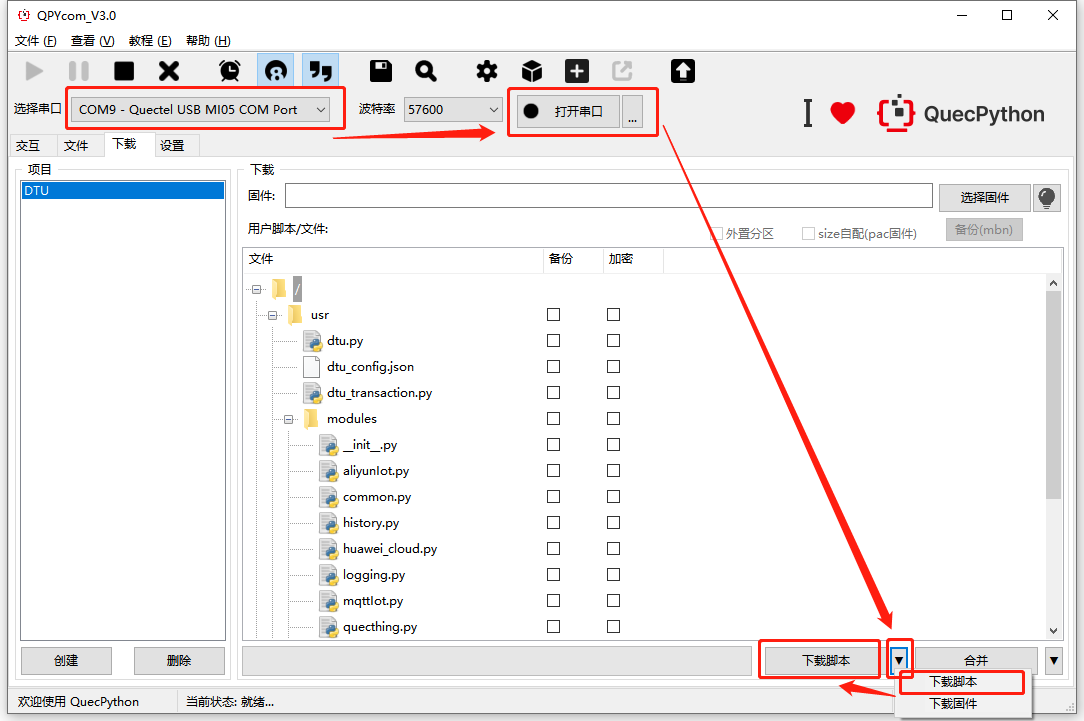 QPYcom_V3.0
文件 (F) 查看 (V) 教程 (E) 帮助 (H)
选择串口 COM9 - Quectel USB MI05 COM Port 波特率 57600 打开串口 ... I QuecPython
交互 文件 下载 设置
项目
DTU
创建 删除
下载
固件: 选择固件
用户脚本/文件: 外置分区 size自配(pac固件) 备份(mbn)
文件 备份 加密
/
usr
dtu.py
dtu_config.json
dtu_transaction.py
modules
__init__.py
aliyunIot.py
common.py
history.py
huawei_cloud.py
logging.py
mqttIot.py
quecthing.py
下载脚本 ▼ 合并 ▼
下载脚本
下载固件
欢迎使用 QuecPython 当前状态: 就绪...